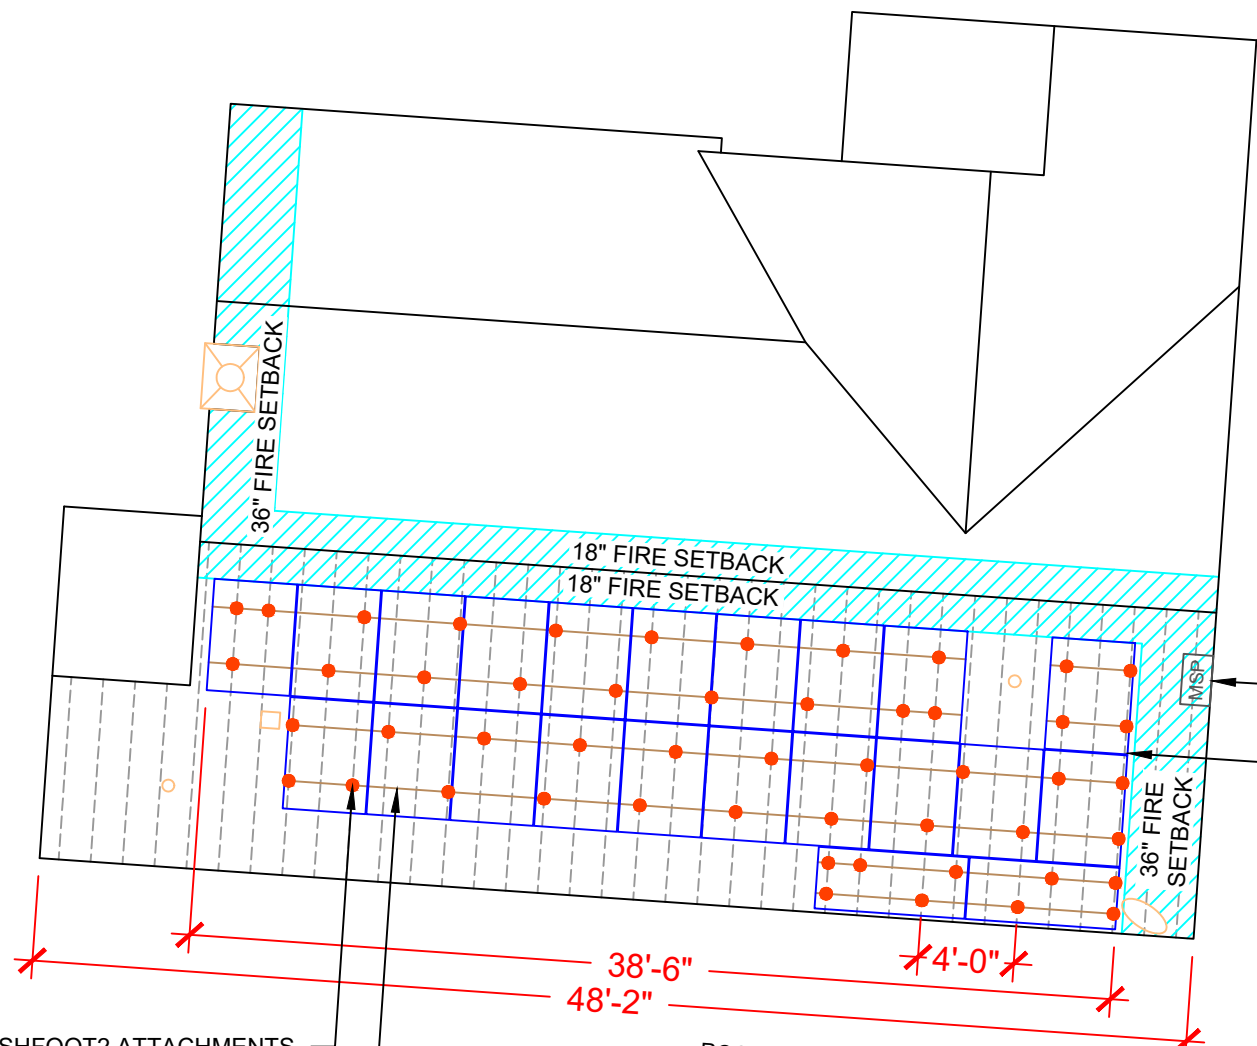 36" FIRE SETBACK
18" FIRE SETBACK
18" FIRE SETBACK
MSP
36" FIRE
SETBACK
38'-6"
4'-0"
48'-2"
ATTACHMENTS